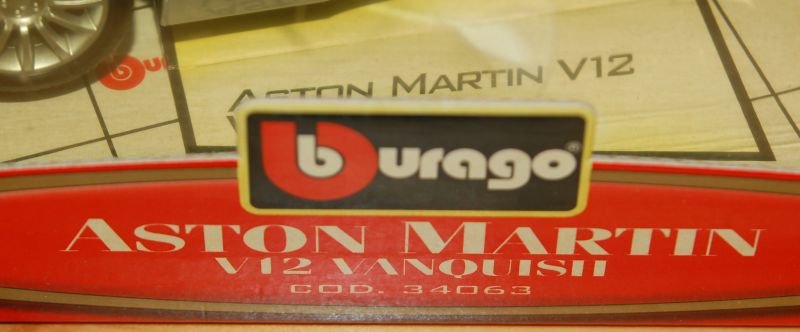 ASTON MARTIN V12
burago®
ASTON MARTIN
V12 VANQUISH
COD. 34063